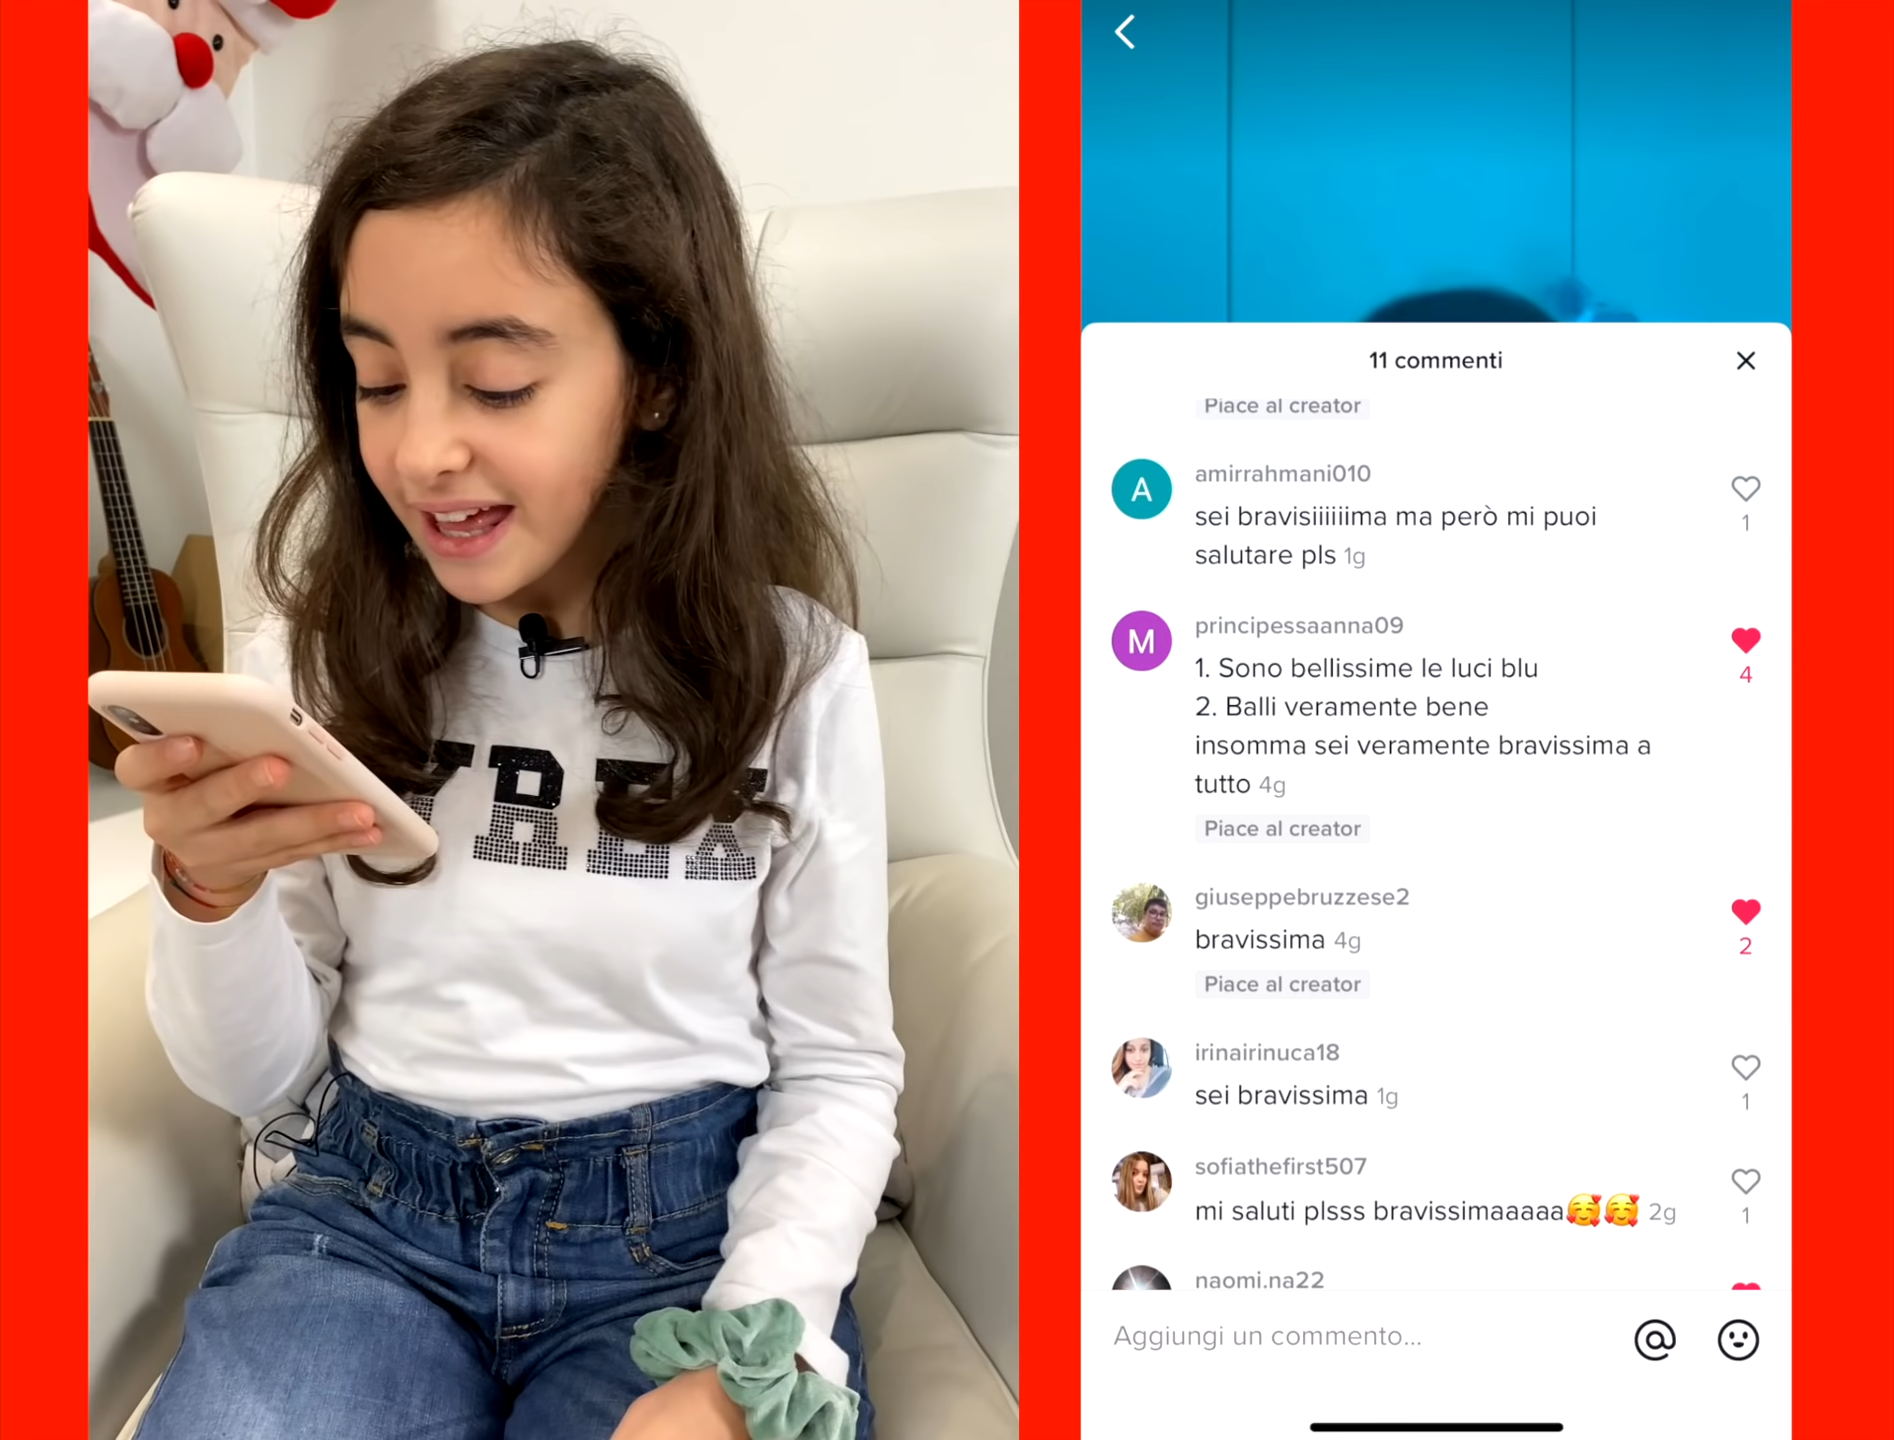 11 commenti
Piace al creator
A
amirrahmani010
sei bravisiiiiiima ma però mi puoi
salutare pls 1g
1
M
principessaanna09
1. Sono bellissime le luci blu
2. Balli veramente bene
insomma sei veramente bravissima a
tutto 4g
4
Piace al creator
giuseppebruzzese2
bravissima 4g
2
Piace al creator
irinairinuca18
sei bravissima 1g
1
sofiathefirst507
mi saluti plsss bravissimaaaaa🥰🥰 2g
1
naomi.na22
Aggiungi un commento...